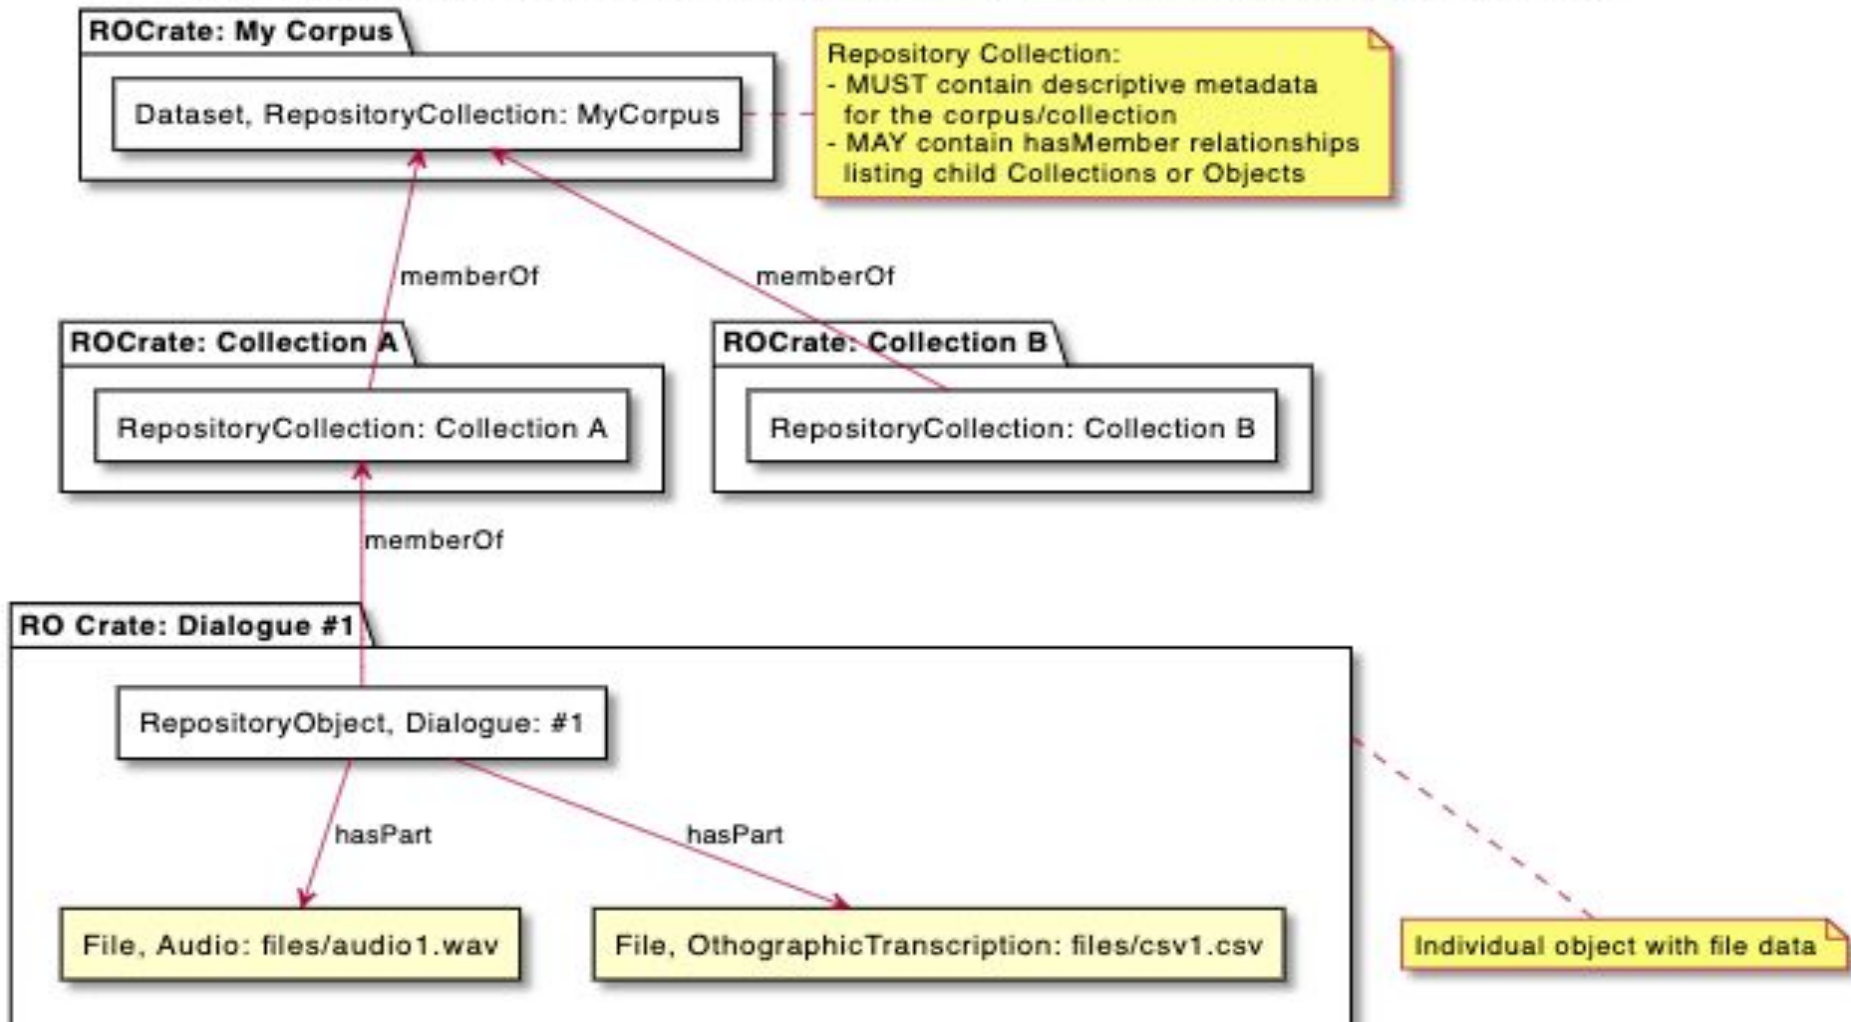 ROCrate: My Corpus
Dataset, RepositoryCollection: MyCorpus
Repository Collection:
- MUST contain descriptive metadata
for the corpus/collection
- MAY contain hasMember relationships
listing child Collections or Objects
memberOf
memberOf
ROCrate: Collection A
ROCrate: Collection B
RepositoryCollection: Collection A
RepositoryCollection: Collection B
memberOf
RO Crate: Dialogue #1
RepositoryObject, Dialogue: #1
hasPart
hasPart
File, Audio: files/audio1.wav
File, OthographicTranscription: files/csv1.csv
Individual object with file data